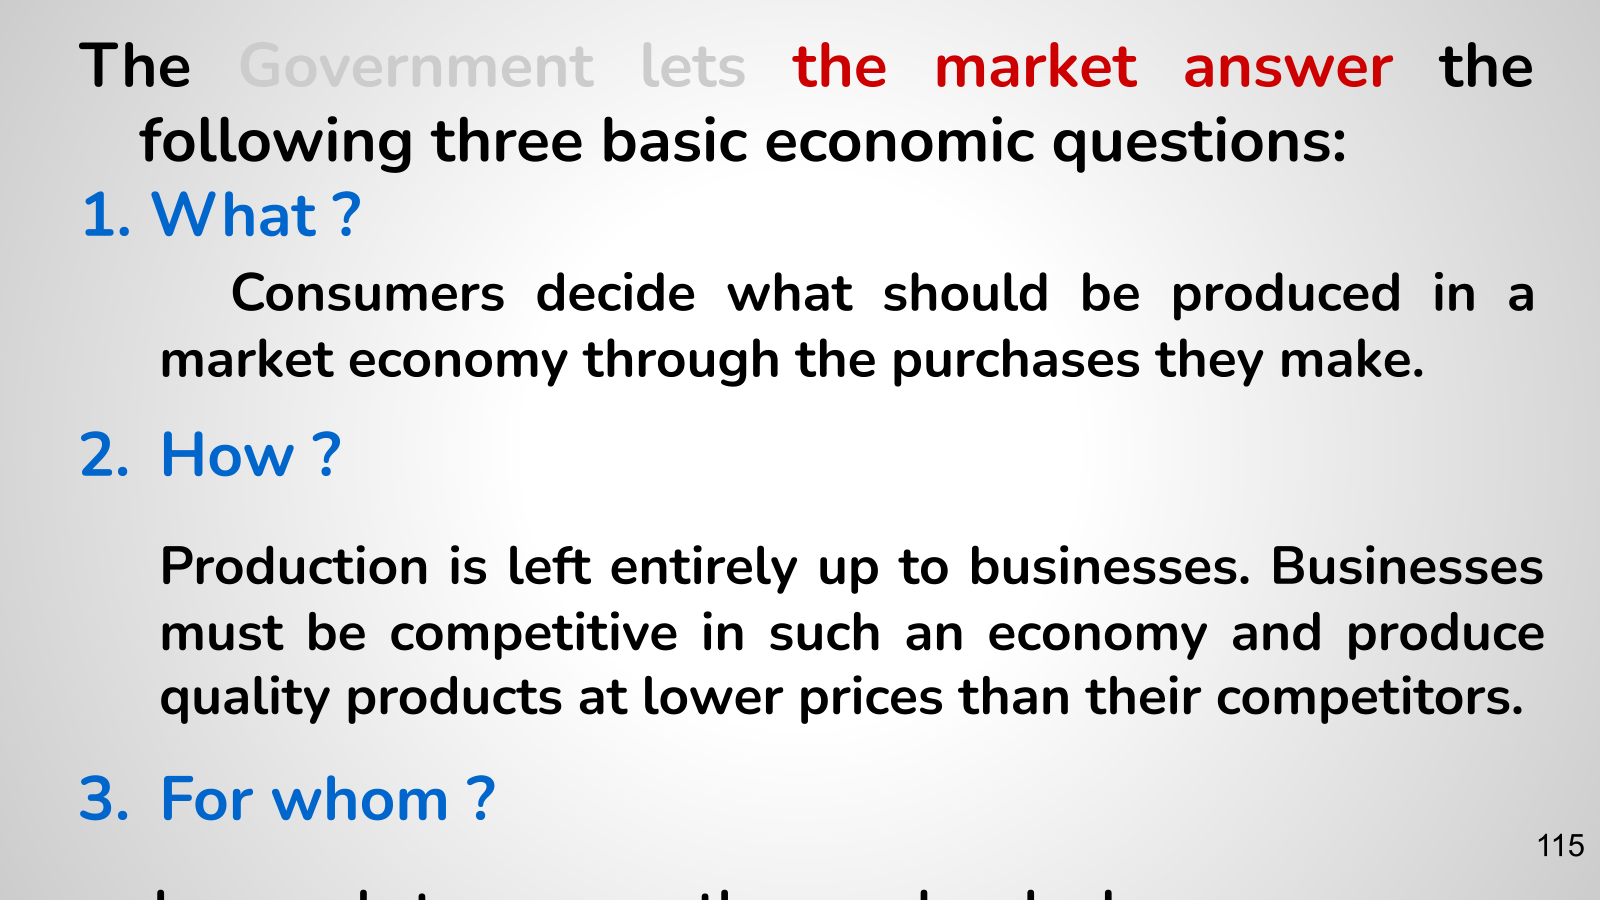 The Government lets the market answer the
following three basic economic questions:
1. What ?
Consumers decide what should be produced in a
market economy through the purchases they make.
2. How ?
Production is left entirely up to businesses. Businesses
must be competitive in such an economy and produce
quality products at lower prices than their competitors.
3. For whom ?
115